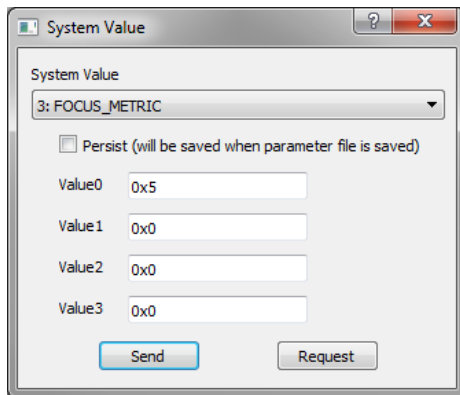 System Value
?
X
System Value
3: FOCUS_METRIC
Persist (will be saved when parameter file is saved)
Value0 0x5
Value1 0x0
Value2 0x0
Value3 0x0
Send Request